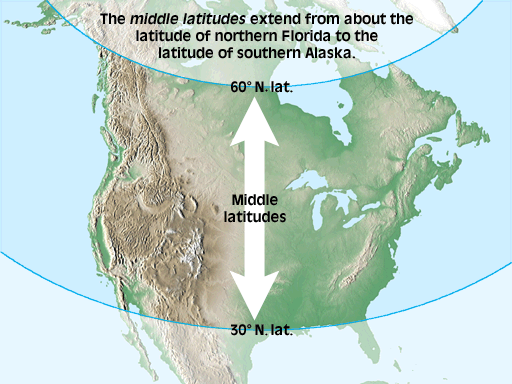 The middle latitudes extend from about the
latitude of northern Florida to the
latitude of southern Alaska.
60° N. lat.
Middle
latitudes
30° N. lat.